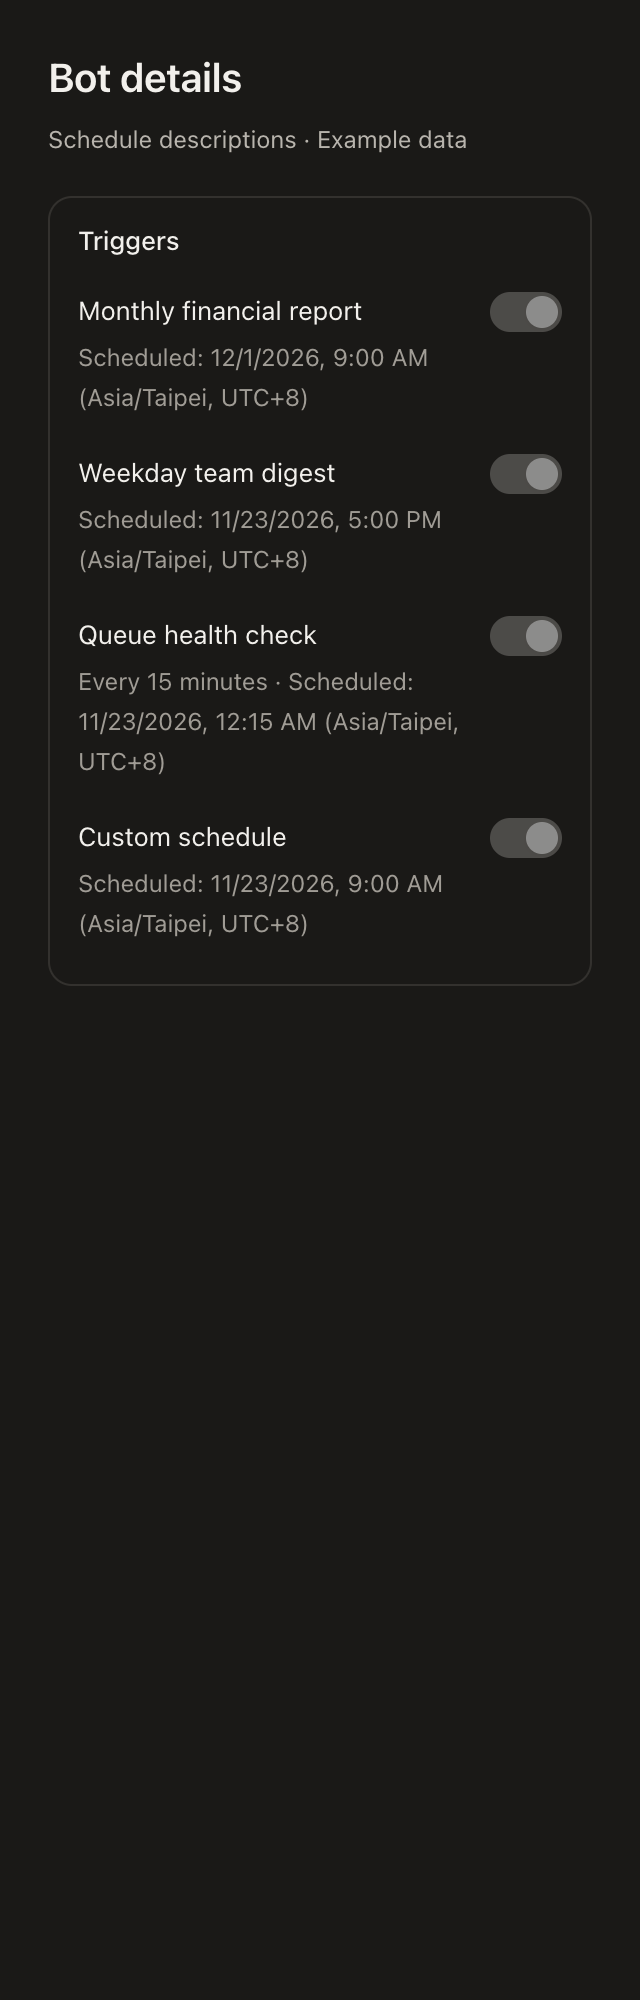 Bot details
Schedule descriptions · Example data
Triggers
Monthly financial report
Scheduled: 12/1/2026, 9:00 AM
(Asia/Taipei, UTC+8)
Weekday team digest
Scheduled: 11/23/2026, 5:00 PM
(Asia/Taipei, UTC+8)
Queue health check
Every 15 minutes · Scheduled:
11/23/2026, 12:15 AM (Asia/Taipei,
UTC+8)
Custom schedule
Scheduled: 11/23/2026, 9:00 AM
(Asia/Taipei, UTC+8)